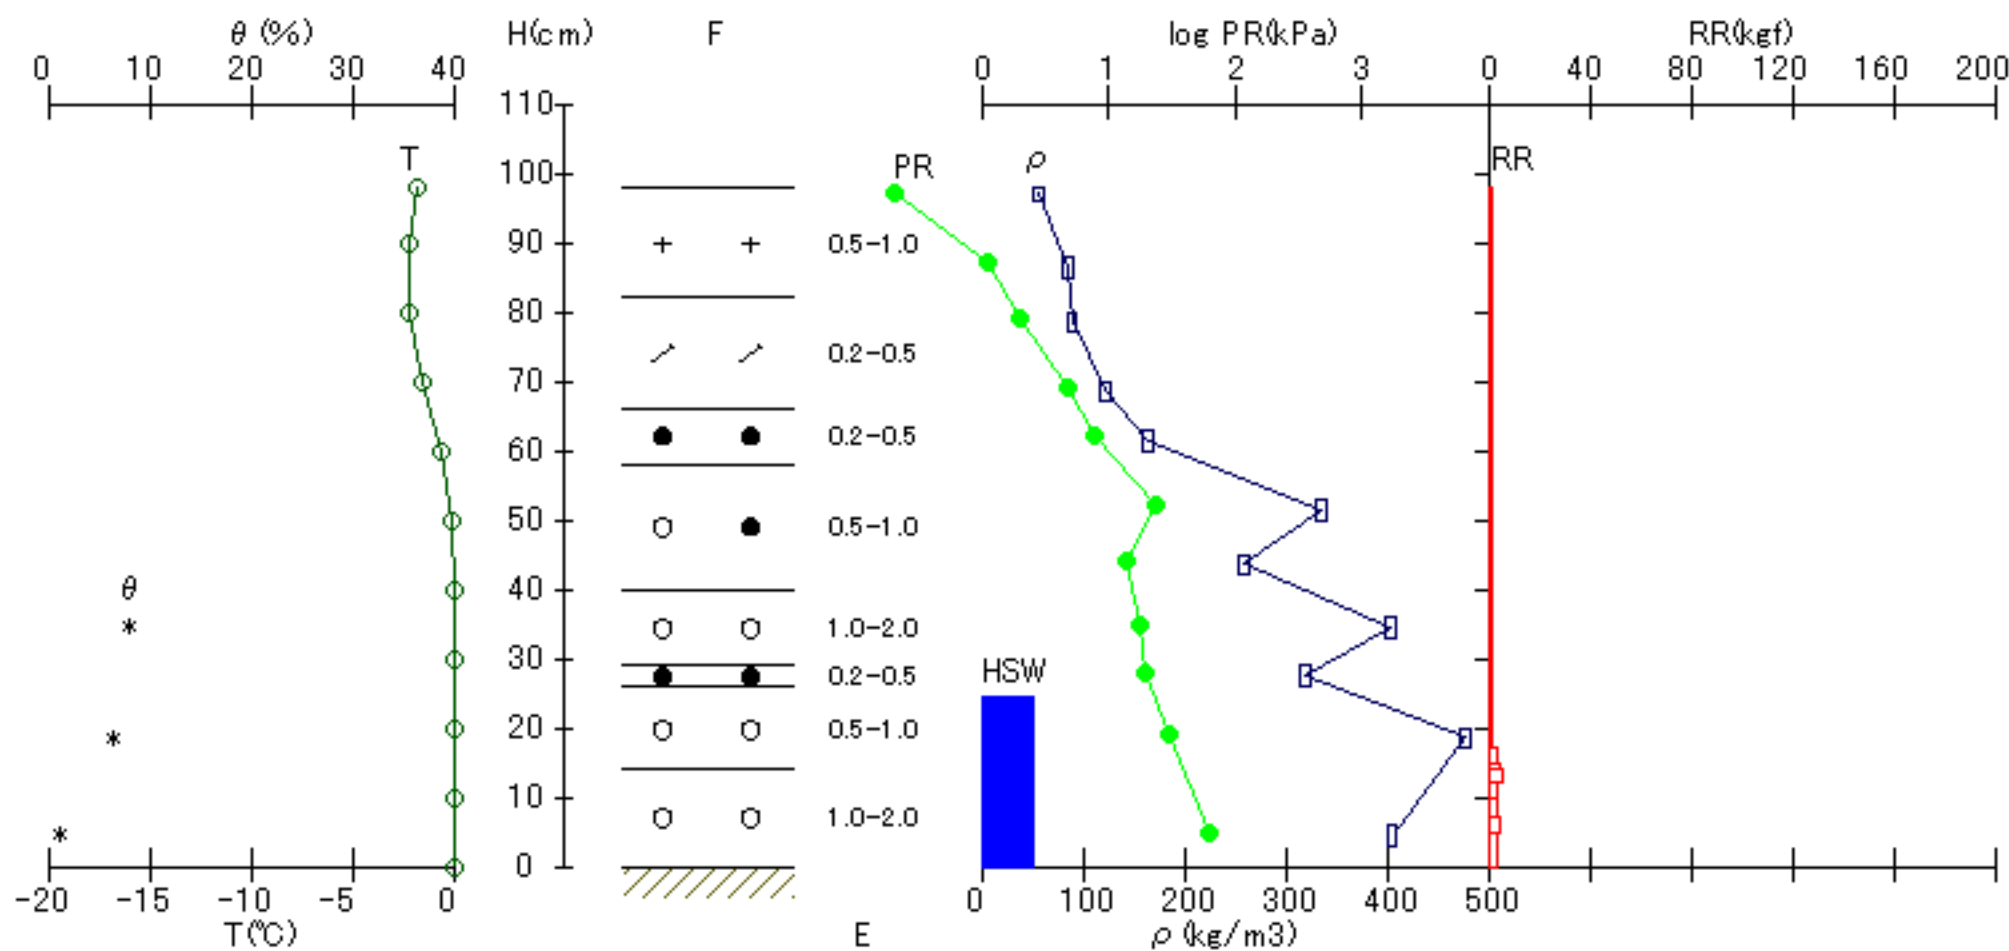 θ (%) H(cm) F log PR(kPa) RR(kgf)
0 10 20 30 40 0 1 2 3 0 40 80 120 160 200
110
T PR ρ RR
100
90 0.5-1.0
80
0.2-0.5
70
0.2-0.5
60
50 0.5-1.0
θ 40
* 1.0-2.0
30
HSW
0.2-0.5
20 0.5-1.0
*
10
1.0-2.0
*
0
-20 -15 -10 -5 0 0 100 200 300 400 500
T(℃) E ρ (kg/m3)